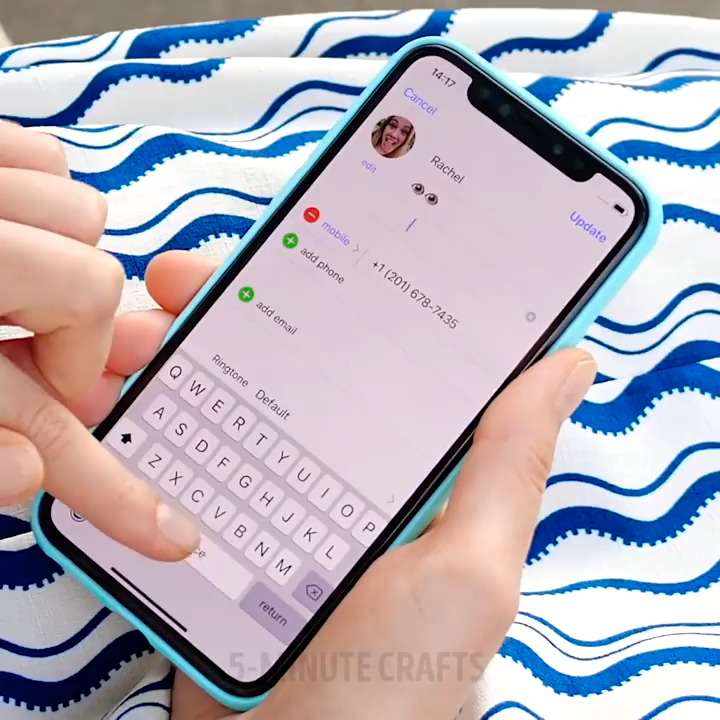 14:17
Cancel
edit
Rachel
👀
Update
mobile
+1 (201) 678-7435
add phone
add email
Ringtone Default
Q W E R T Y U I O P
A S D F G H J K L
Z X C V B N M
return
5-MINUTE CRAFTS